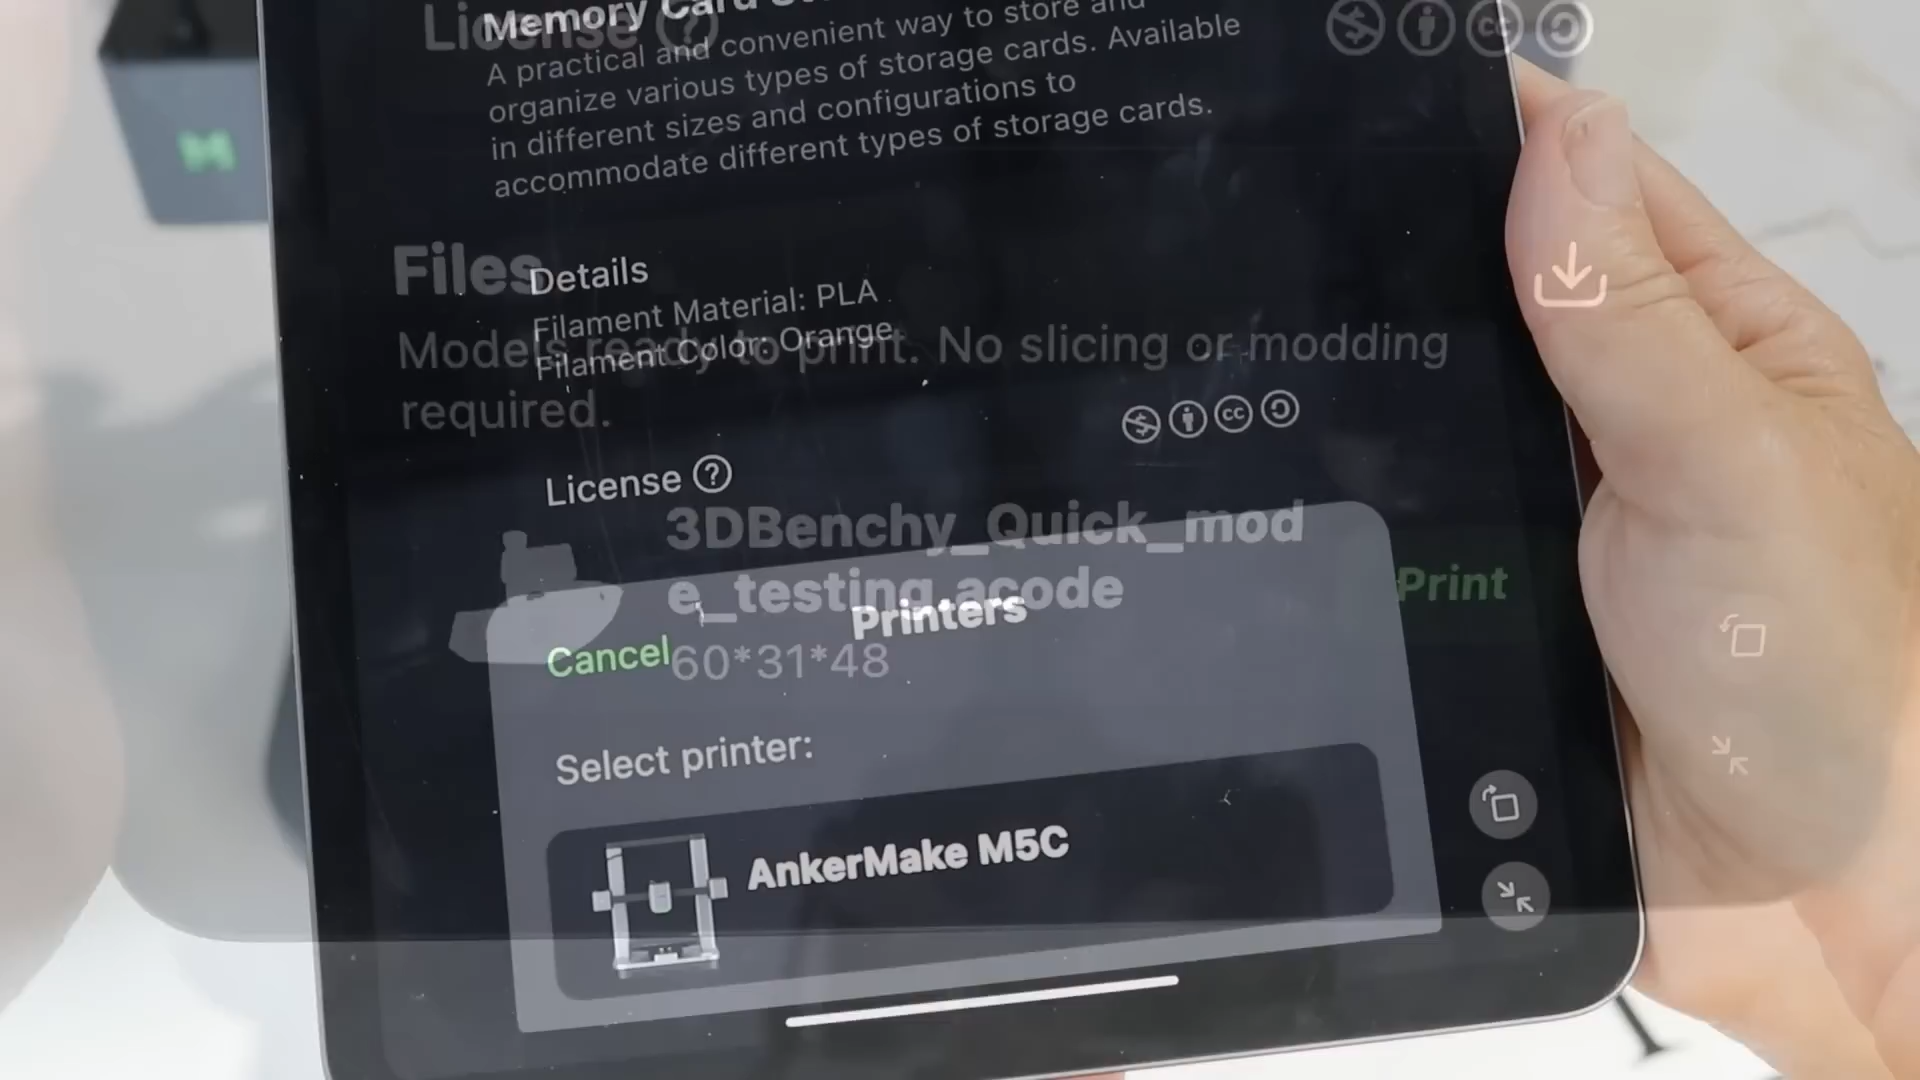 License ?
Memory Card
A practical and convenient way to store and
organize various types of storage cards. Available
in different sizes and configurations to
accommodate different types of storage cards.
Files
Details
Filament Material: PLA
Filament Color: Orange
Models ready to print. No slicing or modding
required.
License ?
3DBenchy_Quick_mod
e_testing.acode
60*31*48
Print
Printers
Cancel
Select printer:
AnkerMake M5C